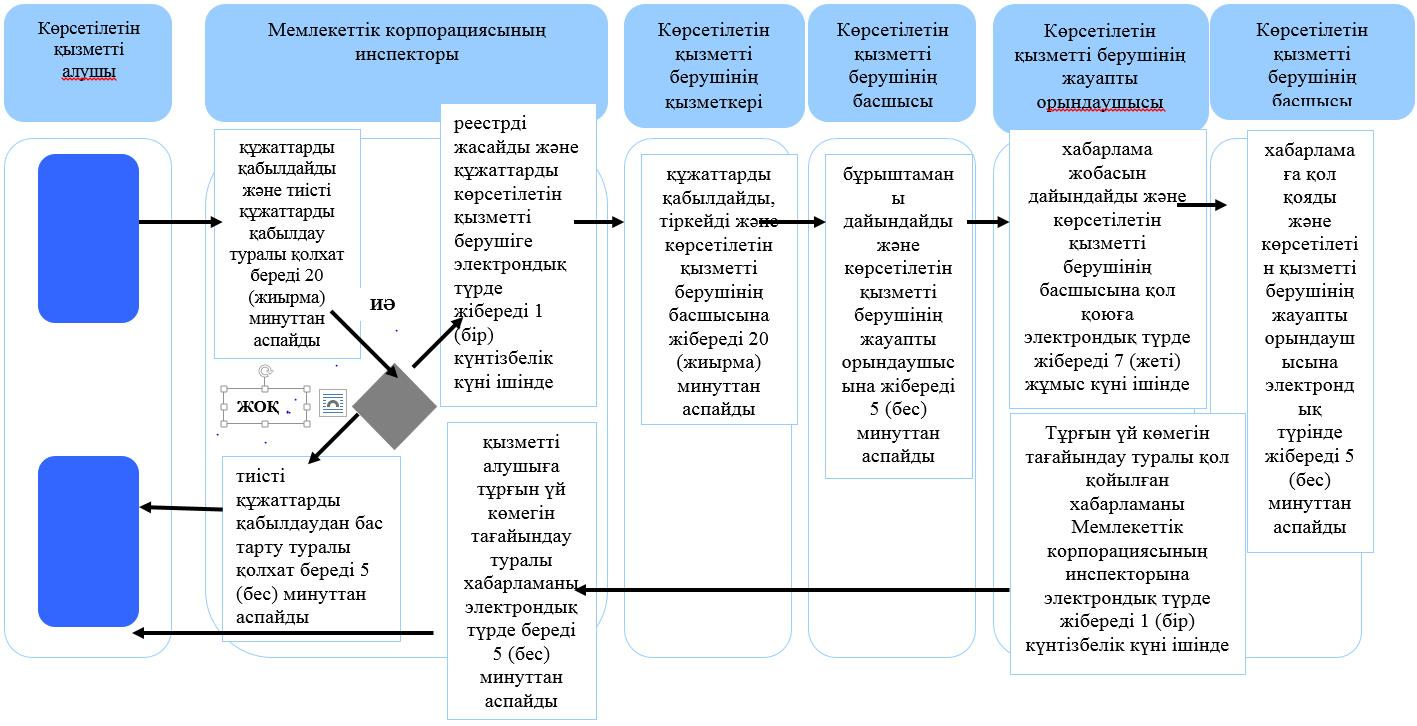 Көрсетілетін
қызметті
алушы
Мемлекеттік корпорациясының
инспекторы
Көрсетілетін
қызметті
берушінің
қызметкері
Көрсетілетін
қызметті
берушінің
басшысы
Көрсетілетін
қызметті берушінің
жауапты
орындаушысы
Көрсетілетін
қызметті
берушінің
басшысы
құжаттарды
қабылдайды
және тиісті
құжаттарды
қабылдау
туралы қолхат
береді 20
(жиырма)
минуттан
аспайды
реестрді
жасайды және
құжаттарды
көрсетілетін
қызметті
берушіге
электрондық
түрде
жібереді 1
(бір)
күнтізбелік
күні ішінде
құжаттарды
қабылдайды,
тіркейді және
көрсетілетін
қызметті
берушінің
басшысына
жібереді 20
(жиырма)
минуттан
аспайды
бұрыштаман
ы
дайындайды
және
көрсетілетін
қызметті
берушінің
жауапты
орындаушыс
ына жібереді
5 (бес)
минуттан
аспайды
хабарлама
жобасын
дайындайды және
көрсетілетін
қызметті
берушінің
басшысына қол
қоюға
электрондық түрде
жібереді 7 (жеті)
жұмыс күні ішінде
хабарлама
ға қол
қояды
және
көрсетілеті
н қызметті
берушінің
жауапты
орындауш
ысына
электронд
ық
түрінде
жібереді 5
(бес)
минуттан
аспайды
ИӘ
ЖОҚ
тиісті
құжаттарды
қабылдаудан бас
тарту туралы
қолхат береді 5
(бес) минуттан
аспайды
қызметті
алушыға
тұрғын үй
көмегін
тағайындау
туралы
хабарламаны
электрондық
түрде береді
5 (бес)
минуттан
аспайды
Тұрғын үй көмегін
тағайындау туралы қол
қойылған
хабарламаны
Мемлекеттік
корпорациясының
инспекторына
электрондық түрде
жібереді 1 (бір)
күнтізбелік күні ішінде